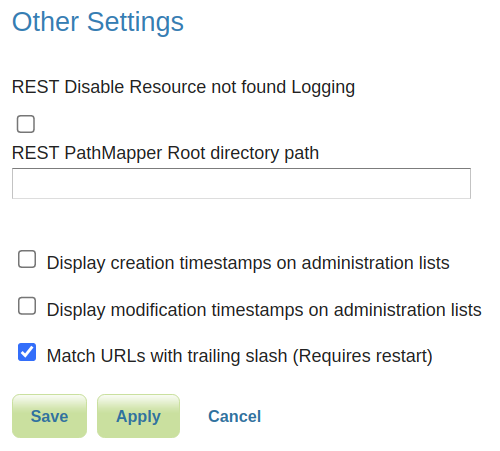 Other Settings
REST Disable Resource not found Logging
REST PathMapper Root directory path
Display creation timestamps on administration lists
Display modification timestamps on administration lists
Match URLs with trailing slash (Requires restart)
Save Apply Cancel